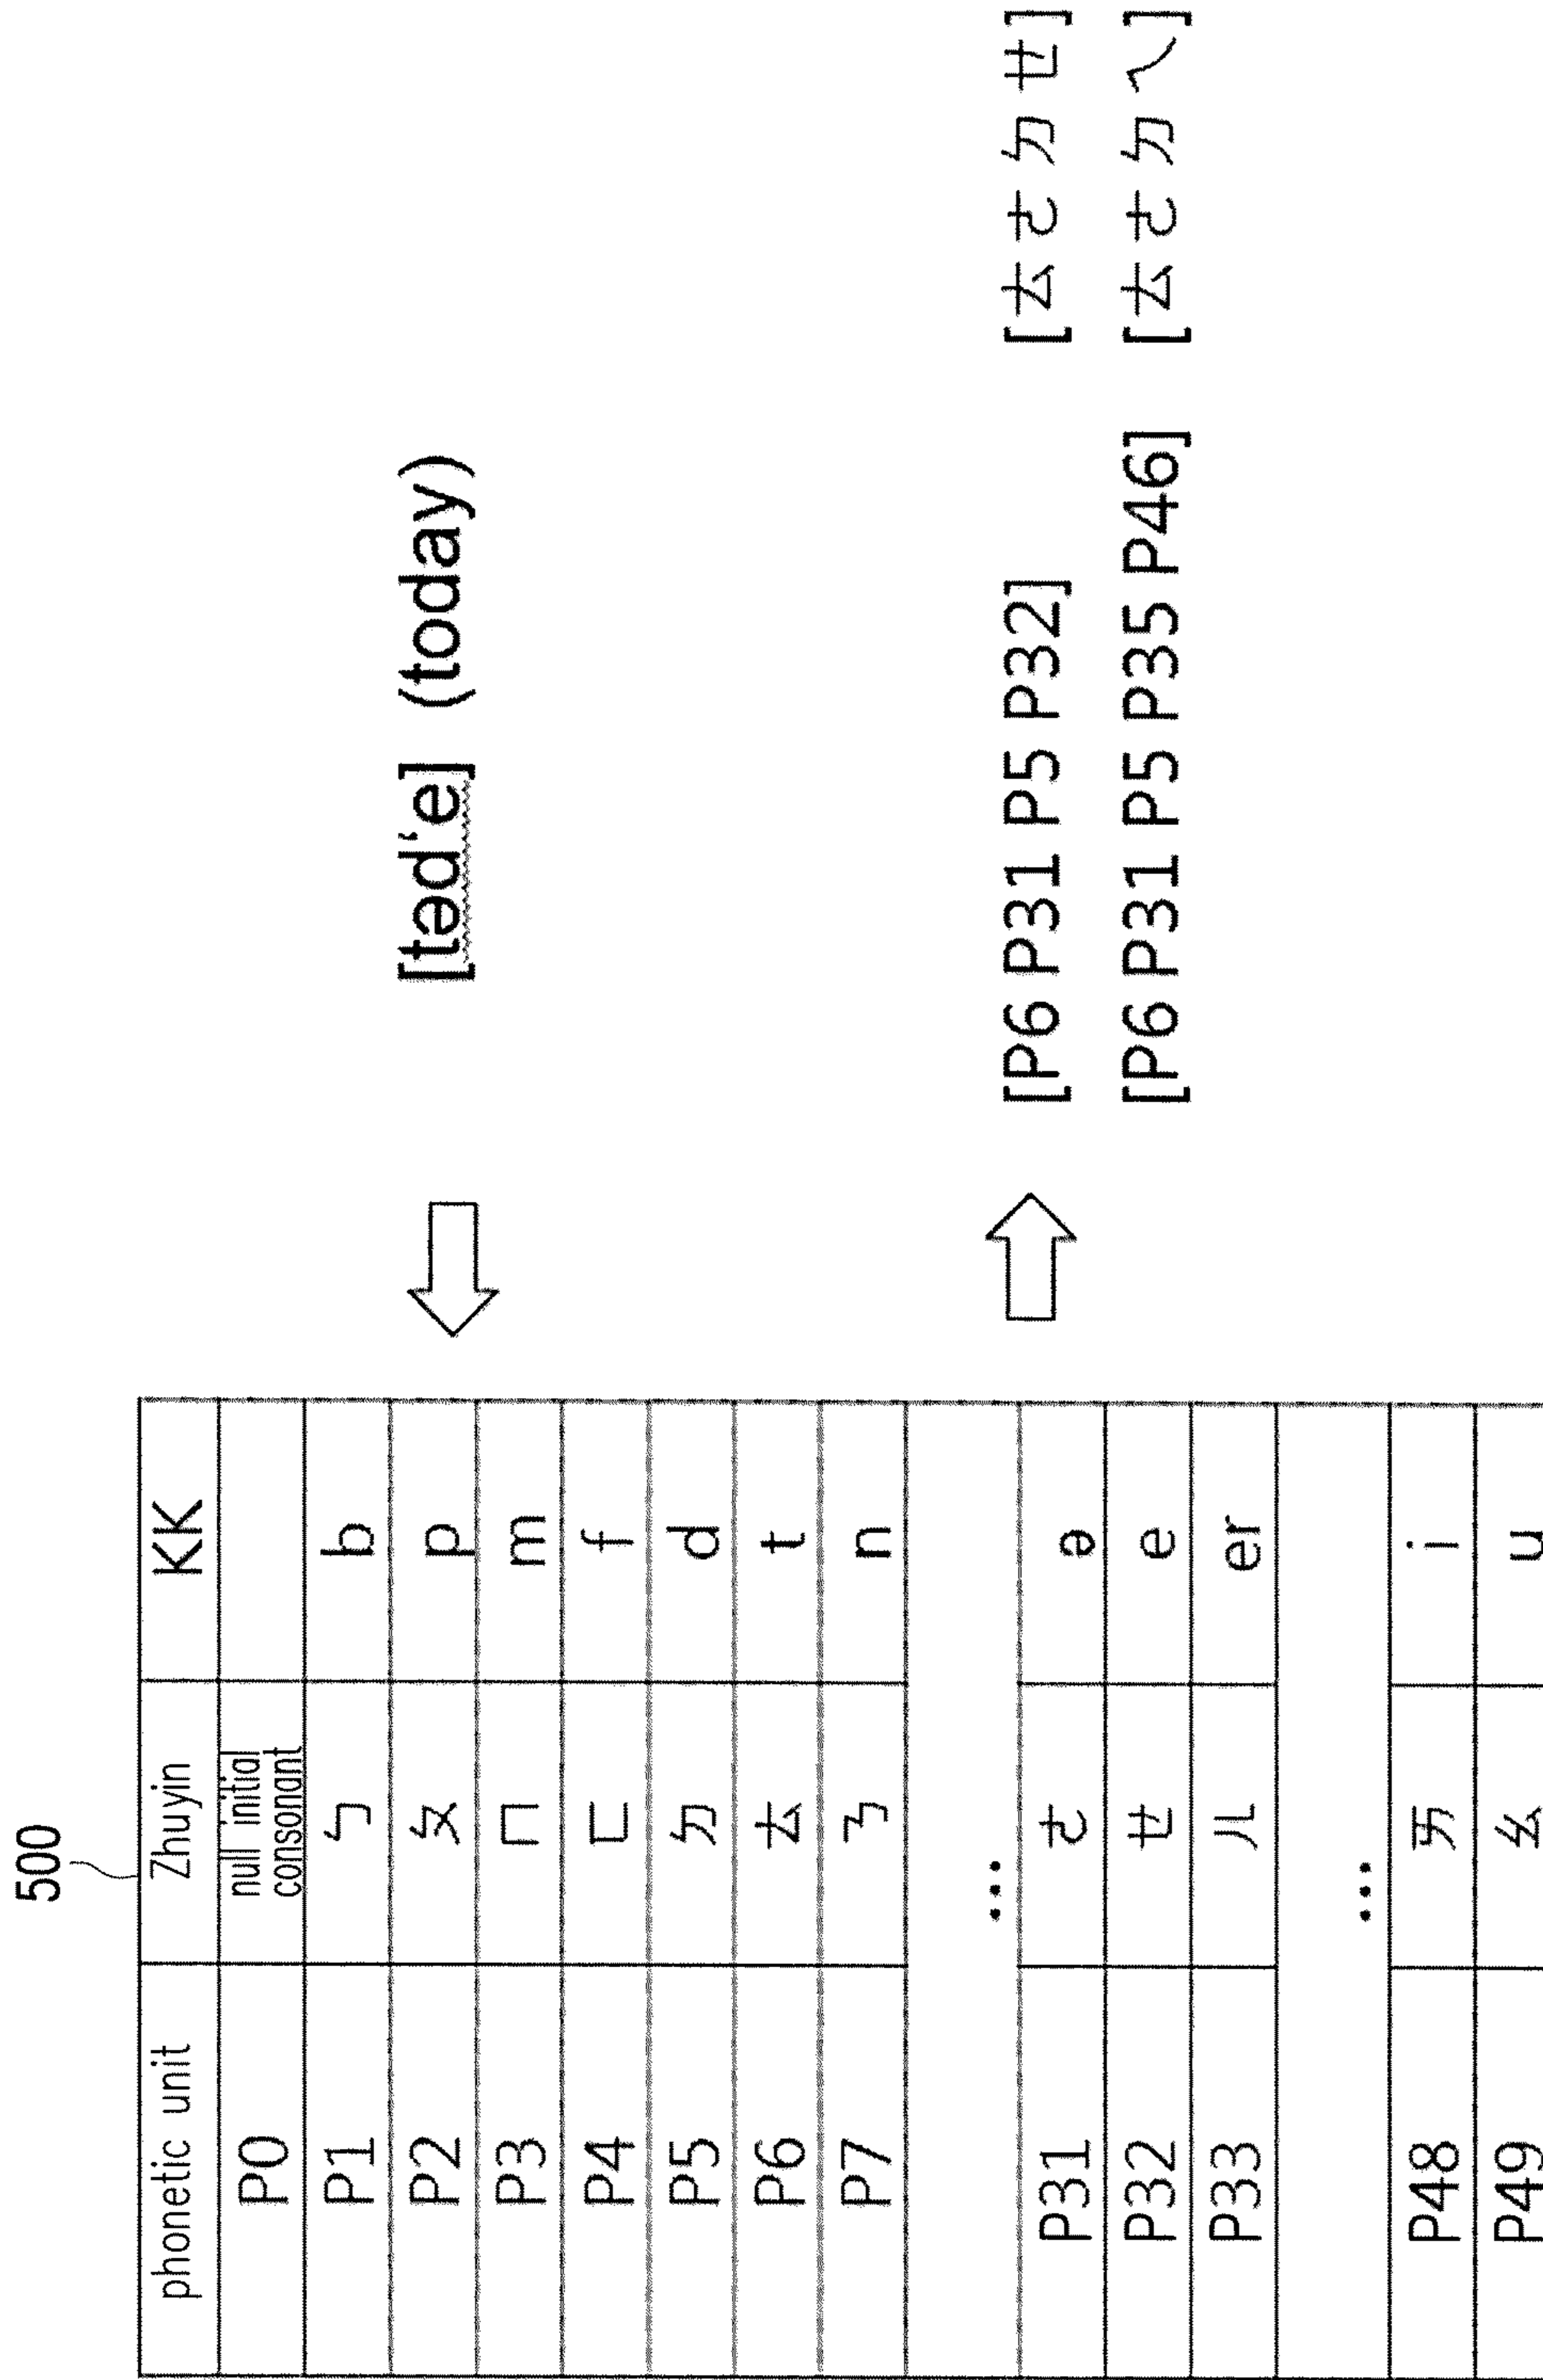 500
phonetic unit Zhuyin KK
P0 null initial consonant
P1 ㄅ b
P2 ㄆ p
P3 ㄇ m
P4 ㄈ f
P5 ㄉ d
P6 ㄊ t
P7 ㄋ n
...
P31 ㄜ ə
P32 ㄝ e
P33 ㄦ er
...
P48 ㄞ i
P49 ㄠ u
[təd‘e] (today)
[P6 P31 P5 P32] [ㄊㄜㄉㄝ]
[P6 P31 P5 P35 P46] [ㄊㄜㄉㄟ]